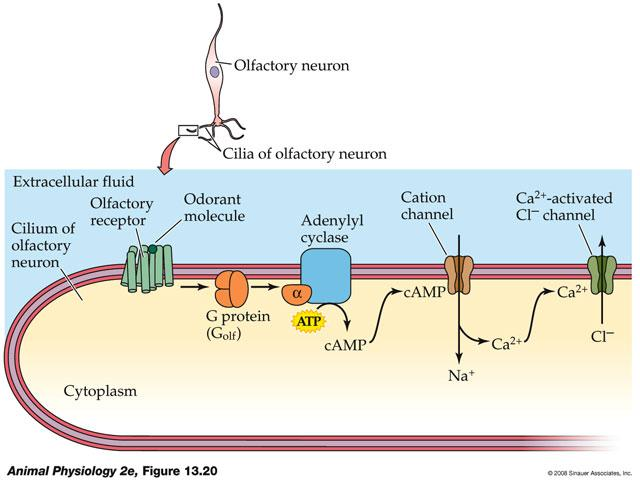 Olfactory neuron
Cilia of olfactory neuron
Extracellular fluid
Cilium of
olfactory
neuron
Olfactory
receptor
Odorant
molecule
Adenylyl
cyclase
Cation
channel
Ca²⁺-activated
Cl⁻ channel
G protein
(Golf)
α
ATP
cAMP
cAMP
Na⁺
Ca²⁺
Ca²⁺
Cl⁻
Cytoplasm
Animal Physiology 2e, Figure 13.20
© 2008 Sinauer Associates, Inc.